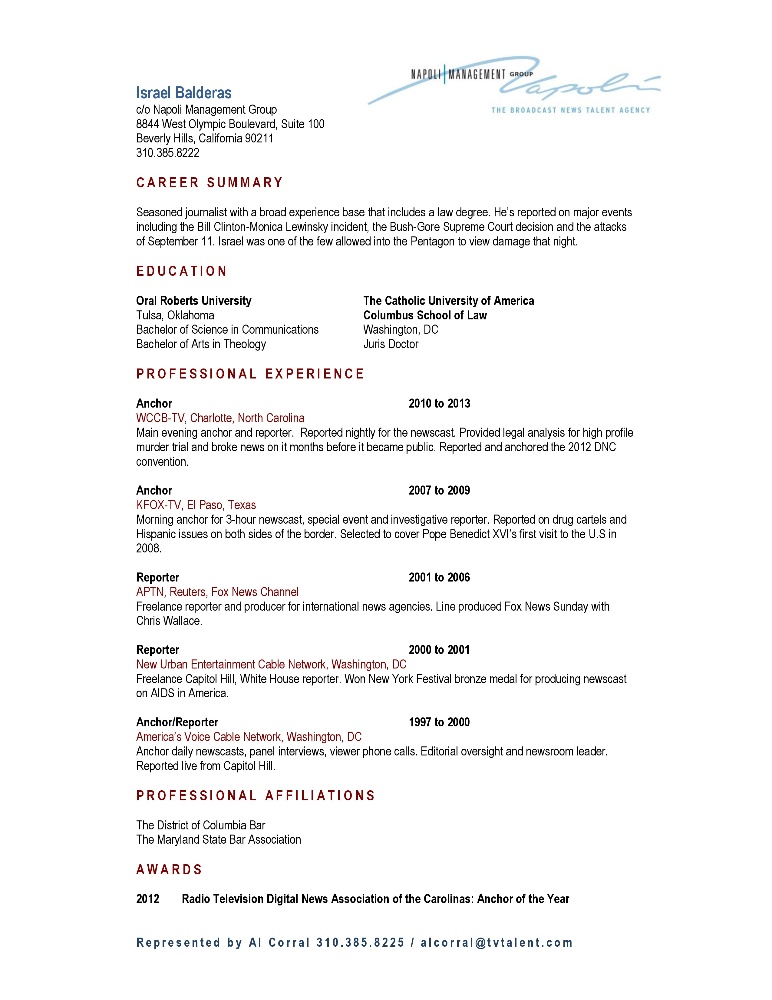 NAPOLI MANAGEMENT GROUP
Napoli
THE BROADCAST NEWS TALENT AGENCY
Israel Balderas
c/o Napoli Management Group
8844 West Olympic Boulevard, Suite 100
Beverly Hills, California 90211
310.385.8222
CAREER SUMMARY
Seasoned journalist with a broad experience base that includes a law degree. He's reported on major events
including the Bill Clinton-Monica Lewinsky incident, the Bush-Gore Supreme Court decision and the attacks
of September 11. Israel was one of the few allowed into the Pentagon to view damage that night.
EDUCATION
Oral Roberts University
Tulsa, Oklahoma
Bachelor of Science in Communications
Bachelor of Arts in Theology
The Catholic University of America
Columbus School of Law
Washington, DC
Juris Doctor
PROFESSIONAL EXPERIENCE
Anchor 2010 to 2013
WCCB-TV, Charlotte, North Carolina
Main evening anchor and reporter. Reported nightly for the newscast. Provided legal analysis for high profile
murder trial and broke news on it months before it became public. Reported and anchored the 2012 DNC
convention.
Anchor 2007 to 2009
KFOX-TV, El Paso, Texas
Morning anchor for 3-hour newscast, special event and investigative reporter. Reported on drug cartels and
Hispanic issues on both sides of the border. Selected to cover Pope Benedict XVI's first visit to the U.S in
2008.
Reporter 2001 to 2006
APTN, Reuters, Fox News Channel
Freelance reporter and producer for international news agencies. Line produced Fox News Sunday with
Chris Wallace.
Reporter 2000 to 2001
New Urban Entertainment Cable Network, Washington, DC
Freelance Capitol Hill, White House reporter. Won New York Festival bronze medal for producing newscast
on AIDS in America.
Anchor/Reporter 1997 to 2000
America's Voice Cable Network, Washington, DC
Anchor daily newscasts, panel interviews, viewer phone calls. Editorial oversight and newsroom leader.
Reported live from Capitol Hill.
PROFESSIONAL AFFILIATIONS
The District of Columbia Bar
The Maryland State Bar Association
AWARDS
2012 Radio Television Digital News Association of the Carolinas: Anchor of the Year
Represented by Al Corral 310.385.8225 / alcorral@tvtalent.com